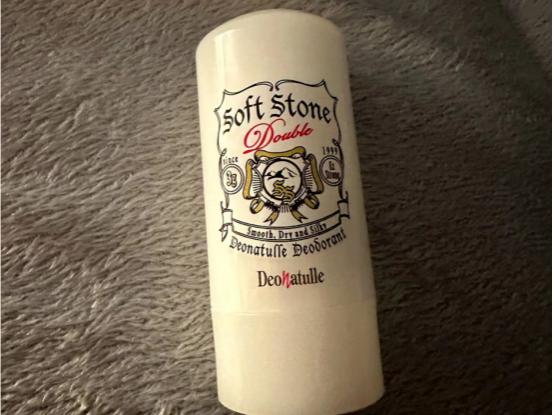 Soft Stone
Double
Since
1999
Smooth, Dry and Silky
Deonatulle Deodorant
DeoNatulle